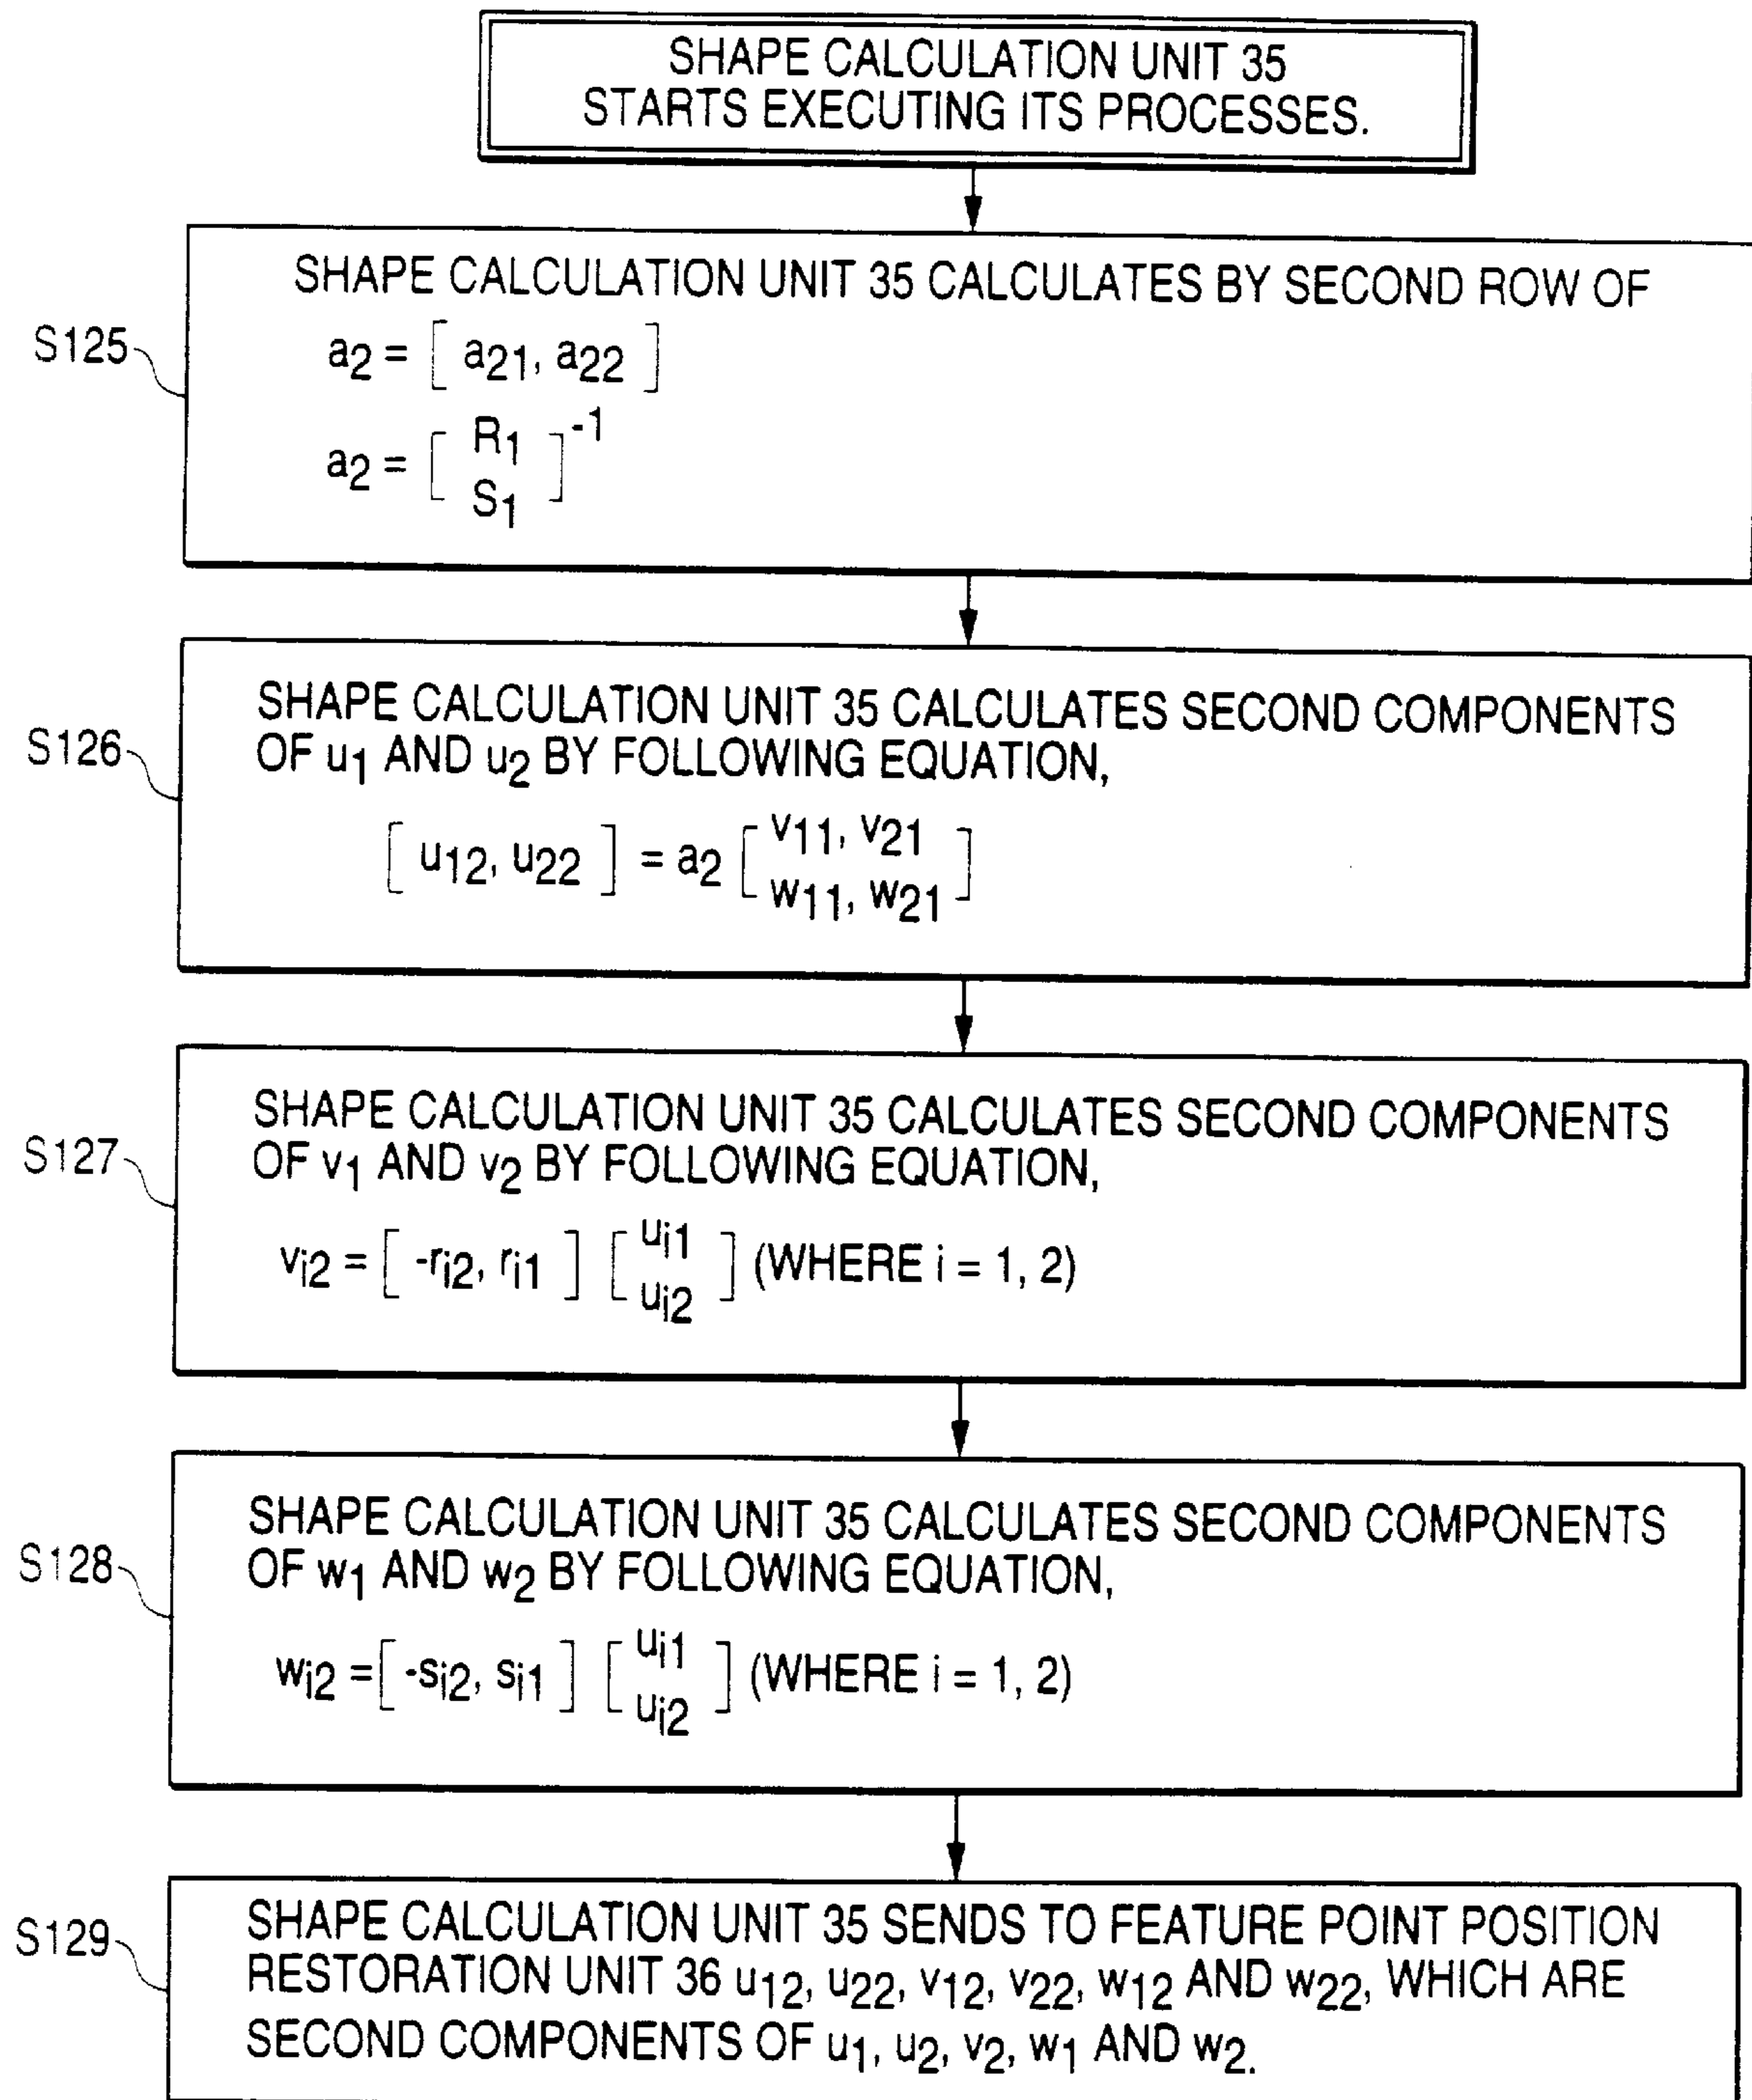 SHAPE CALCULATION UNIT 35
STARTS EXECUTING ITS PROCESSES.
S125
SHAPE CALCULATION UNIT 35 CALCULATES BY SECOND ROW OF
a2 = [ a21, a22 ]
a2 = [ R1
S1 ]-1
S126
SHAPE CALCULATION UNIT 35 CALCULATES SECOND COMPONENTS
OF u1 AND u2 BY FOLLOWING EQUATION,
[ u12, u22 ] = a2 [ v11, v21
w11, w21 ]
S127
SHAPE CALCULATION UNIT 35 CALCULATES SECOND COMPONENTS
OF v1 AND v2 BY FOLLOWING EQUATION,
vi2 = [ -ri2, ri1 ] [ ui1
ui2 ] (WHERE i = 1, 2)
S128
SHAPE CALCULATION UNIT 35 CALCULATES SECOND COMPONENTS
OF w1 AND w2 BY FOLLOWING EQUATION,
wi2 = [ -si2, si1 ] [ ui1
ui2 ] (WHERE i = 1, 2)
S129
SHAPE CALCULATION UNIT 35 SENDS TO FEATURE POINT POSITION
RESTORATION UNIT 36 u12, u22, v12, v22, w12 AND w22, WHICH ARE
SECOND COMPONENTS OF u1, u2, v2, w1 AND w2.